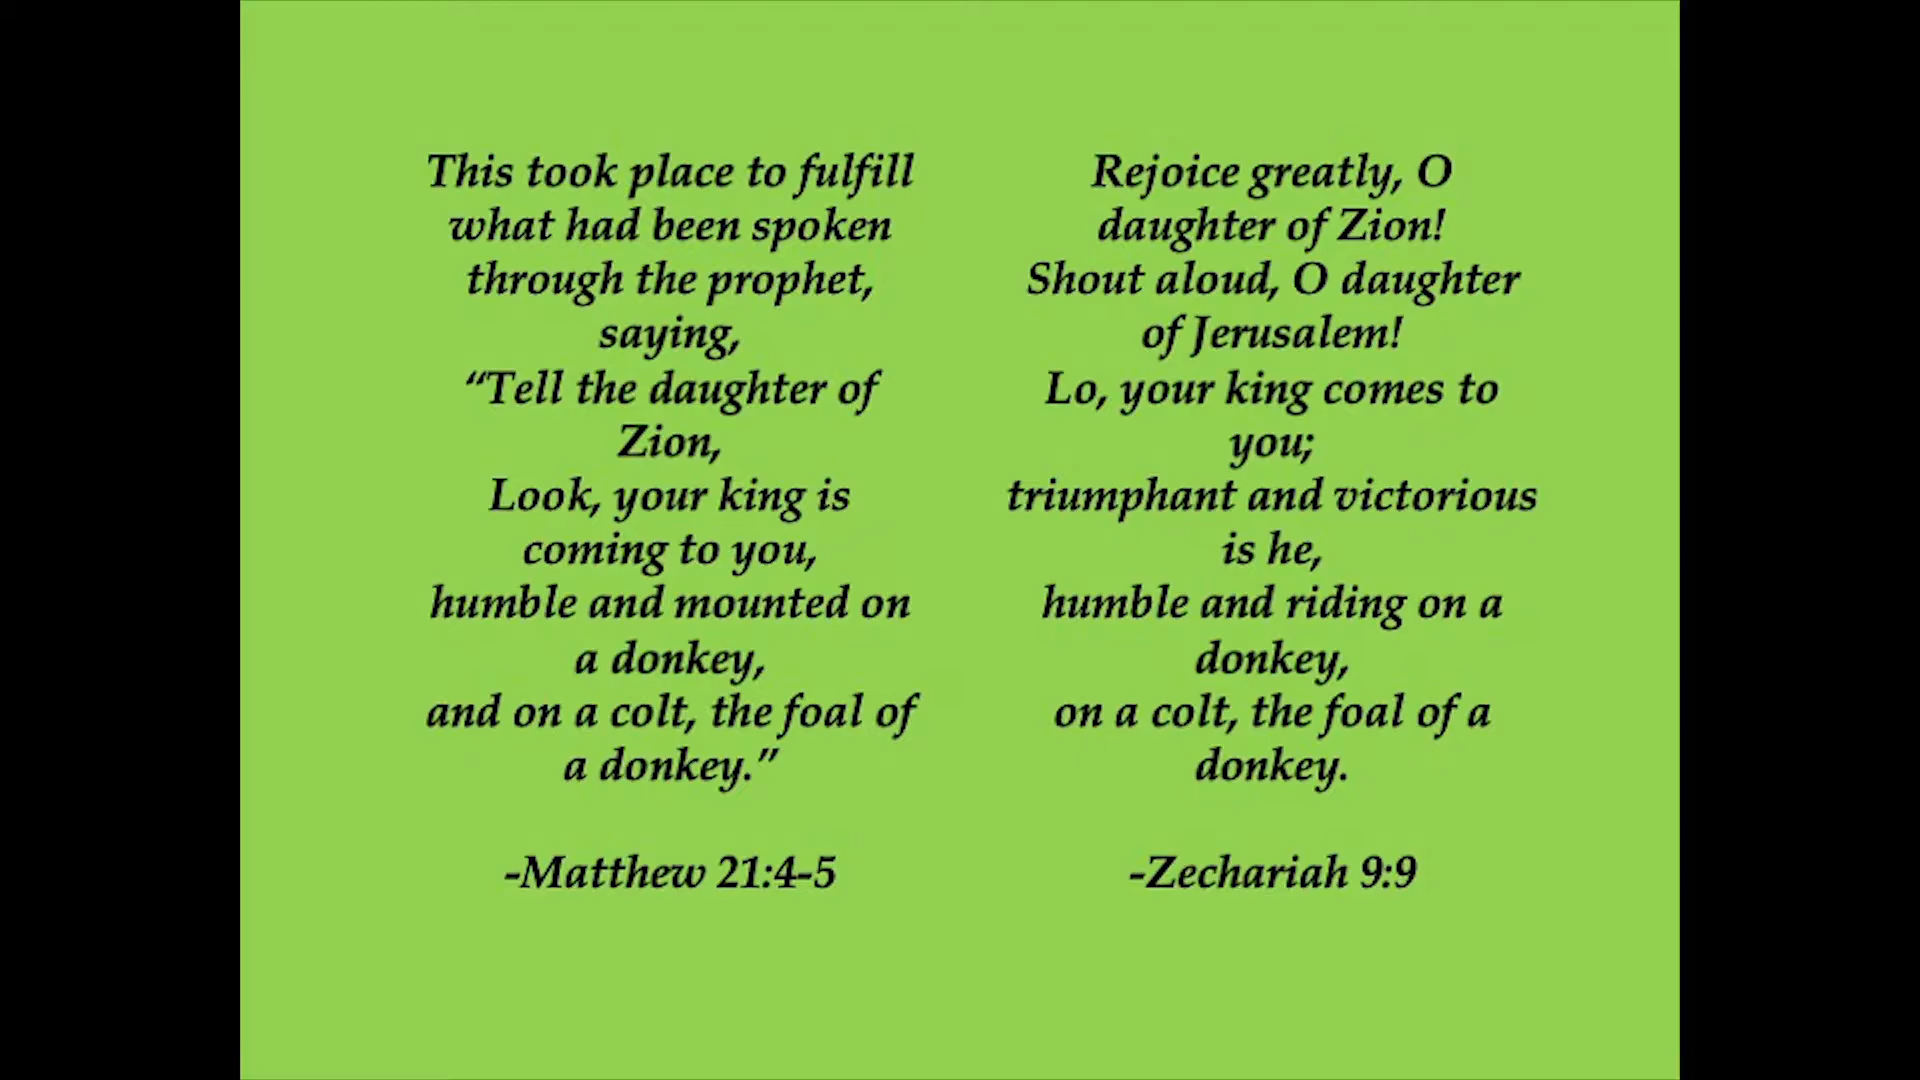 This took place to fulfill
what had been spoken
through the prophet,
saying,
“Tell the daughter of
Zion,
Look, your king is
coming to you,
humble and mounted on
a donkey,
and on a colt, the foal of
a donkey.”
-Matthew 21:4-5
Rejoice greatly, O
daughter of Zion!
Shout aloud, O daughter
of Jerusalem!
Lo, your king comes to
you;
triumphant and victorious
is he,
humble and riding on a
donkey,
on a colt, the foal of a
donkey.
-Zechariah 9:9